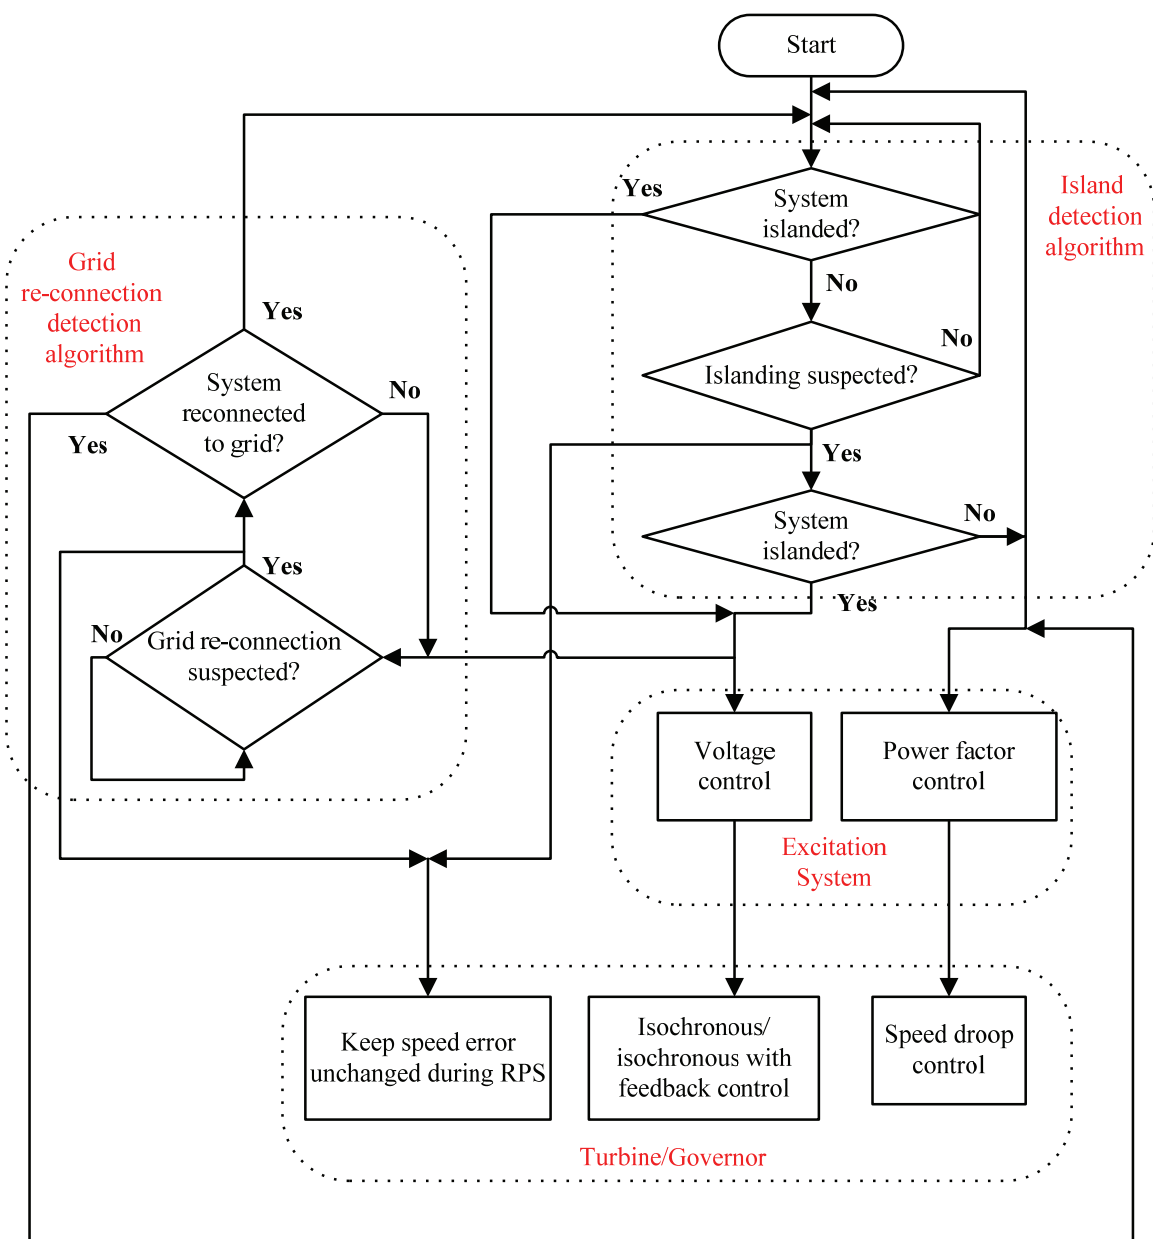 Start
Yes
System
islanded?
Island
detection
algorithm
No
Grid
re-connection
detection
algorithm
Yes
No
Islanding suspected?
System
reconnected
to grid?
No
Yes
Yes
System
islanded?
No
Yes
Yes
No
Grid re-connection
suspected?
Voltage
control
Power factor
control
Excitation
System
Keep speed error
unchanged during RPS
Isochronous/
isochronous with
feedback control
Speed droop
control
Turbine/Governor